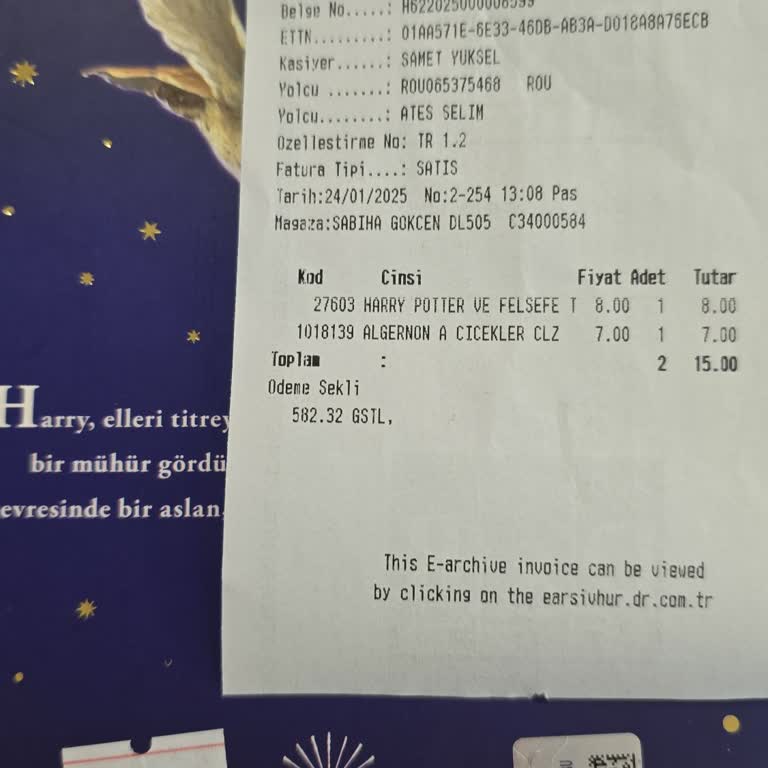 Belge No.....: H622025000008599
ETTN.........: 01AA571E-6E33-46DB-AB3A-D018A8A76ECB
Kasiyer......: SAMET YUKSEL
Yolcu .......: ROU065375468 ROU
Yolcu........: ATES SELIM
Ozellestirme No: TR 1.2
Fatura Tipi....: SATIS
Tarih:24/01/2025 No:2-254 13:08 Pas
Magaza:SABIHA GOKCEN DL505 C34000584
Kod Cinsi Fiyat Adet Tutar
27603 HARRY POTTER VE FELSEFE T 8.00 1 8.00
1018139 ALGERNON A CICEKLER CLZ 7.00 1 7.00
Toplam : 2 15.00
Odeme Sekli
582.32 GSTL,
This E-archive invoice can be viewed
by clicking on the earsivhur.dr.com.tr
Harry, elleri titrey
bir mühür gördü
evresinde bir aslan,